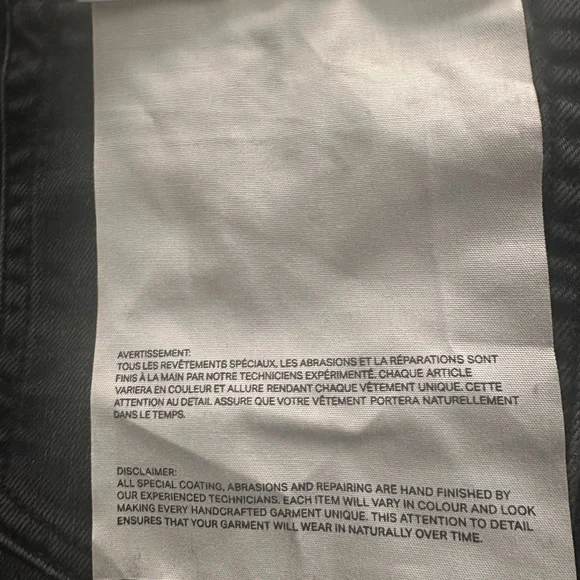 AVERTISSEMENT:
TOUS LES REVÊTEMENTS SPÉCIAUX, LES ABRASIONS ET LA RÉPARATIONS SONT
FINIS À LA MAIN PAR NOTRE TECHNICIENS EXPÉRIMENTÉ. CHAQUE ARTICLE
VARIERA EN COULEUR ET ALLURE RENDANT CHAQUE VÊTEMENT UNIQUE. CETTE
ATTENTION AU DETAIL ASSURE QUE VOTRE VÊTEMENT PORTERA NATURELLEMENT
DANS LE TEMPS.
DISCLAIMER:
ALL SPECIAL COATING, ABRASIONS AND REPAIRING ARE HAND FINISHED BY
OUR EXPERIENCED TECHNICIANS. EACH ITEM WILL VARY IN COLOUR AND LOOK
MAKING EVERY HANDCRAFTED GARMENT UNIQUE. THIS ATTENTION TO DETAIL
ENSURES THAT YOUR GARMENT WILL WEAR IN NATURALLY OVER TIME.